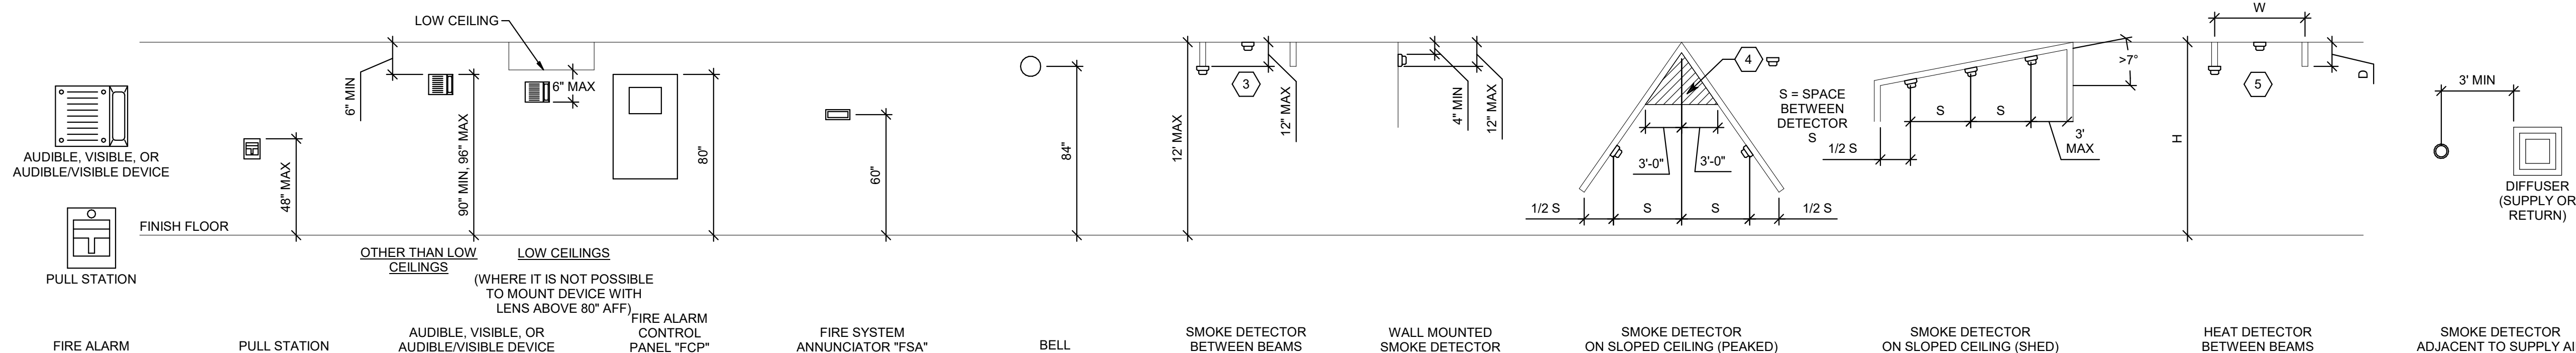 LOW CEILING
AUDIBLE, VISIBLE, OR
AUDIBLE/VISIBLE DEVICE
PULL STATION
FIRE ALARM
FINISH FLOOR
48" MAX
PULL STATION
6" MIN
90" MIN, 96" MAX
OTHER THAN LOW
CEILINGS
6" MAX
LOW CEILINGS
(WHERE IT IS NOT POSSIBLE
TO MOUNT DEVICE WITH
LENS ABOVE 80" AFF)
AUDIBLE, VISIBLE, OR
AUDIBLE/VISIBLE DEVICE
80"
FIRE ALARM
CONTROL
PANEL "FCP"
60"
FIRE SYSTEM
ANNUNCIATOR "FSA"
84"
BELL
12' MAX
3
12" MAX
SMOKE DETECTOR
BETWEEN BEAMS
4" MIN
12" MAX
WALL MOUNTED
SMOKE DETECTOR
4
3'-0"
3'-0"
1/2 S
S
S
1/2 S
SMOKE DETECTOR
ON SLOPED CEILING (PEAKED)
S = SPACE
BETWEEN
DETECTOR
S
>7°
S
S
3'
MAX
1/2 S
SMOKE DETECTOR
ON SLOPED CEILING (SHED)
W
5
D
H
HEAT DETECTOR
BETWEEN BEAMS
3' MIN
DIFFUSER
(SUPPLY OR
RETURN)
SMOKE DETECTOR
ADJACENT TO SUPPLY